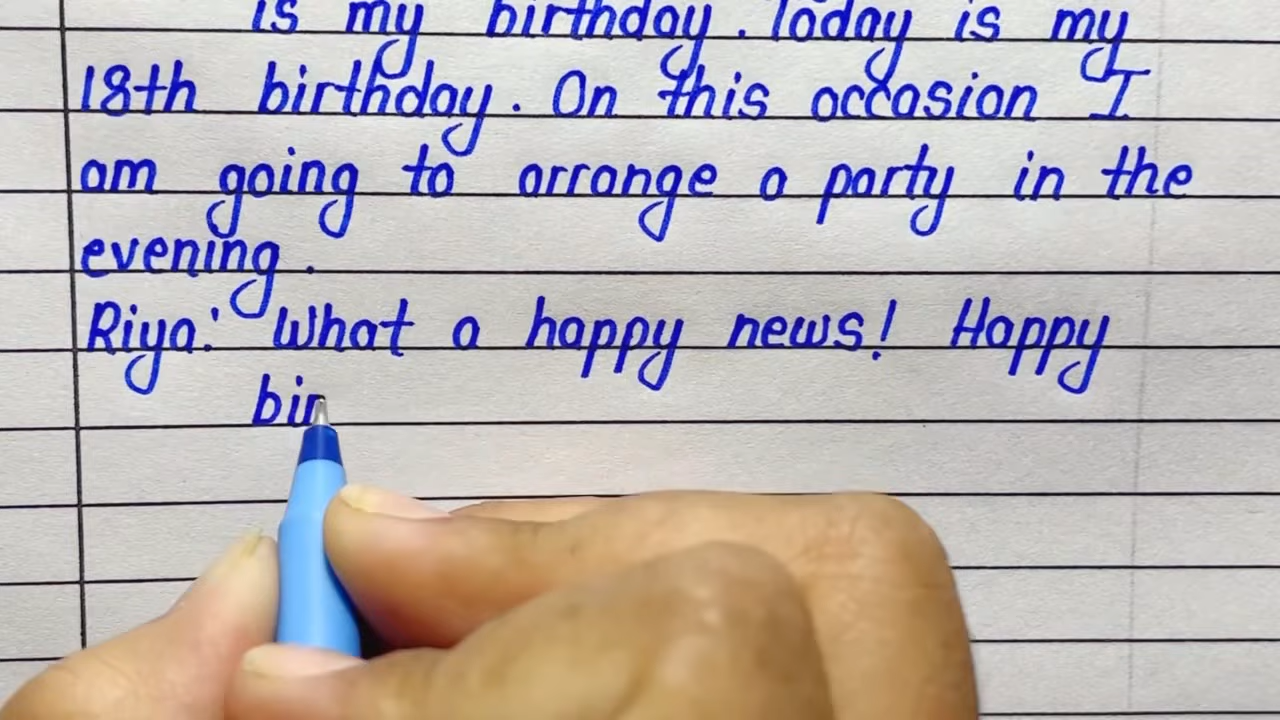 is my birthday. Today is my
18th birthday. On this occasion I
am going to arrange a party in the
evening.
Riya: What a happy news! Happy
bir